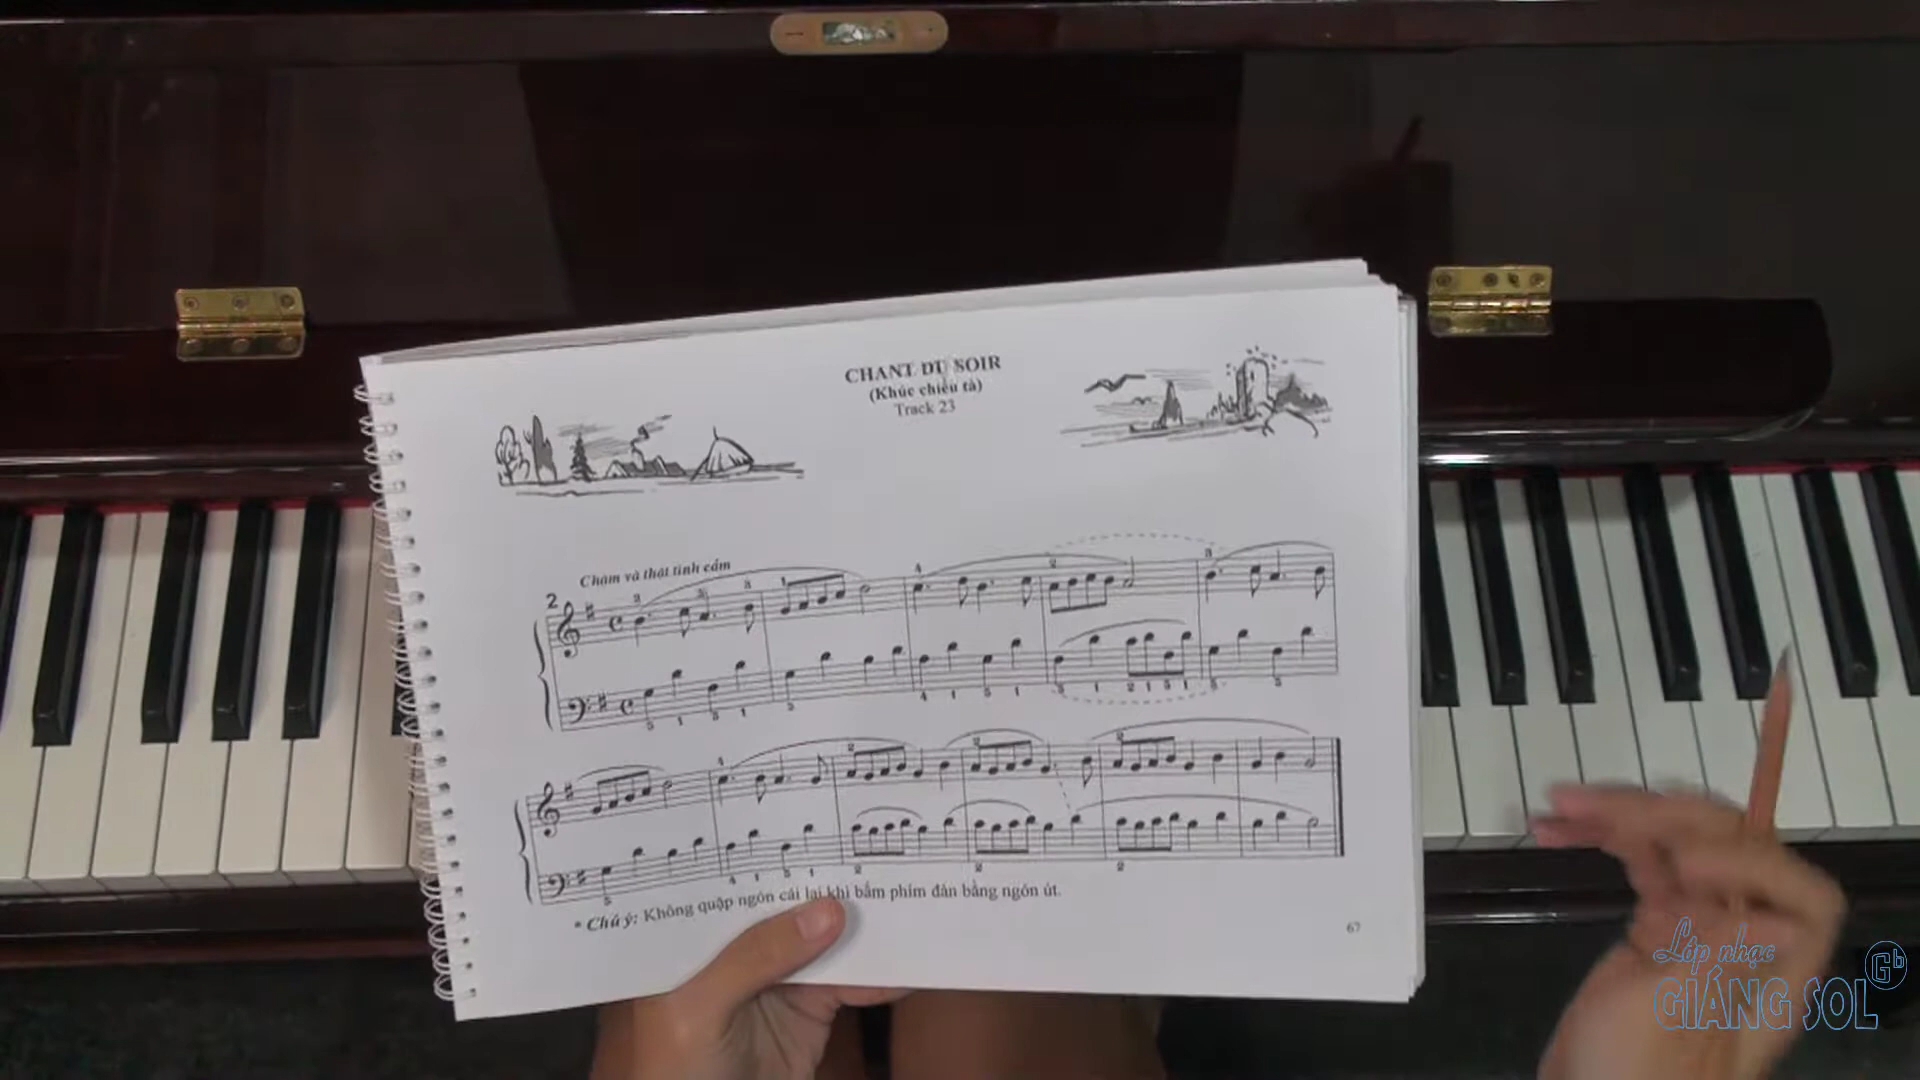 CHANT DU SOIR
(Khúc chiều tà)
Track 23
Chậm và thật tình cảm
* Chú ý: Không quặp ngón cái lại khi bấm phím đàn bằng ngón út.
67
Lớp nhạc
GIÁNG SOL
Gb